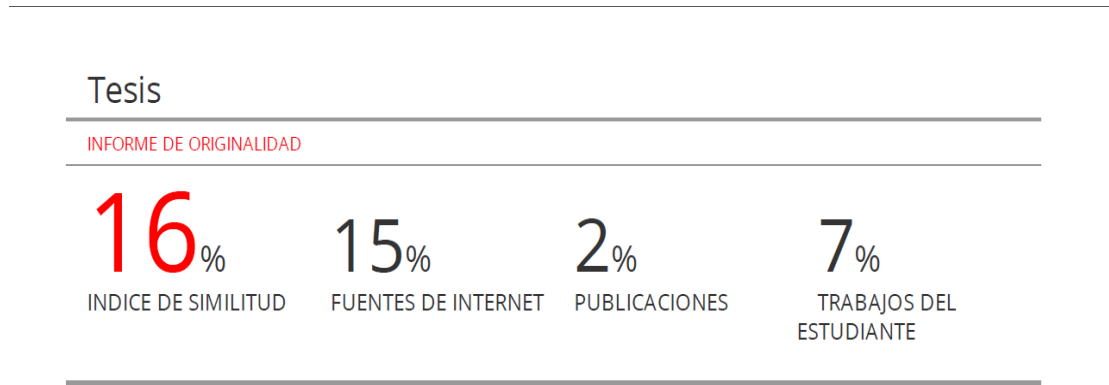 Tesis
INFORME DE ORIGINALIDAD
16% 15% 2% 7%
INDICE DE SIMILITUD FUENTES DE INTERNET PUBLICACIONES TRABAJOS DEL
ESTUDIANTE